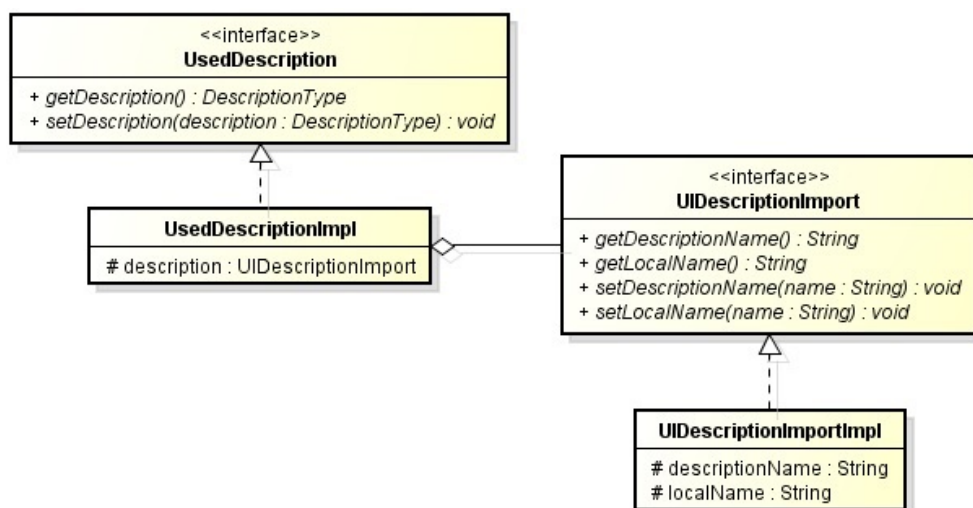 <<interface>>
UsedDescription
+ getDescription() : DescriptionType
+ setDescription(description : DescriptionType) : void
UsedDescriptionImpl
# description : UIDescriptionImport
<<interface>>
UIDescriptionImport
+ getDescriptionName() : String
+ getLocalName() : String
+ setDescriptionName(name : String) : void
+ setLocalName(name : String) : void
UIDescriptionImportImpl
# descriptionName : String
# localName : String